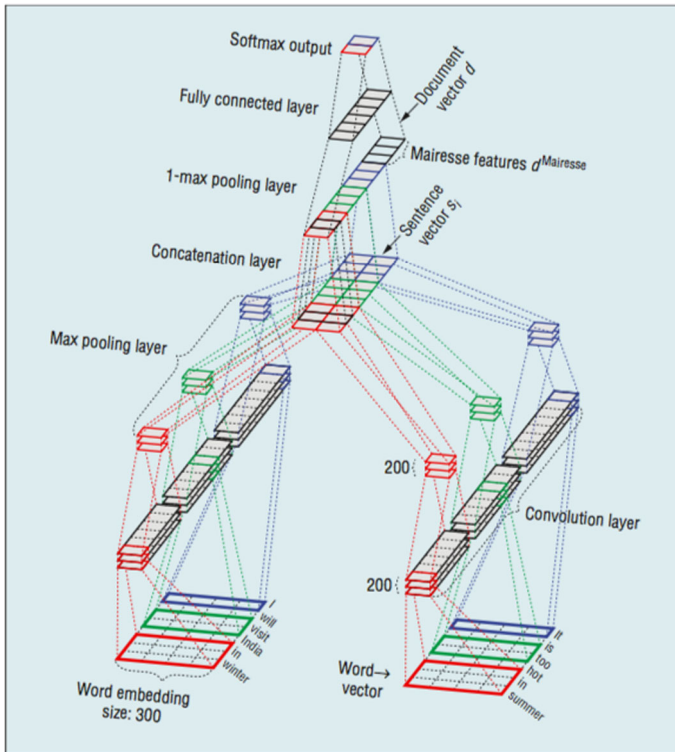 Softmax output
Fully connected layer
Document
vector d
Mairesse features d^Mairesse
1-max pooling layer
Sentence
vector s_i
Concatenation layer
Max pooling layer
200
Convolution layer
200
I
will
visit
India
in
winter
Word embedding
size: 300
It
is
too
hot
in
summer
Word→
vector